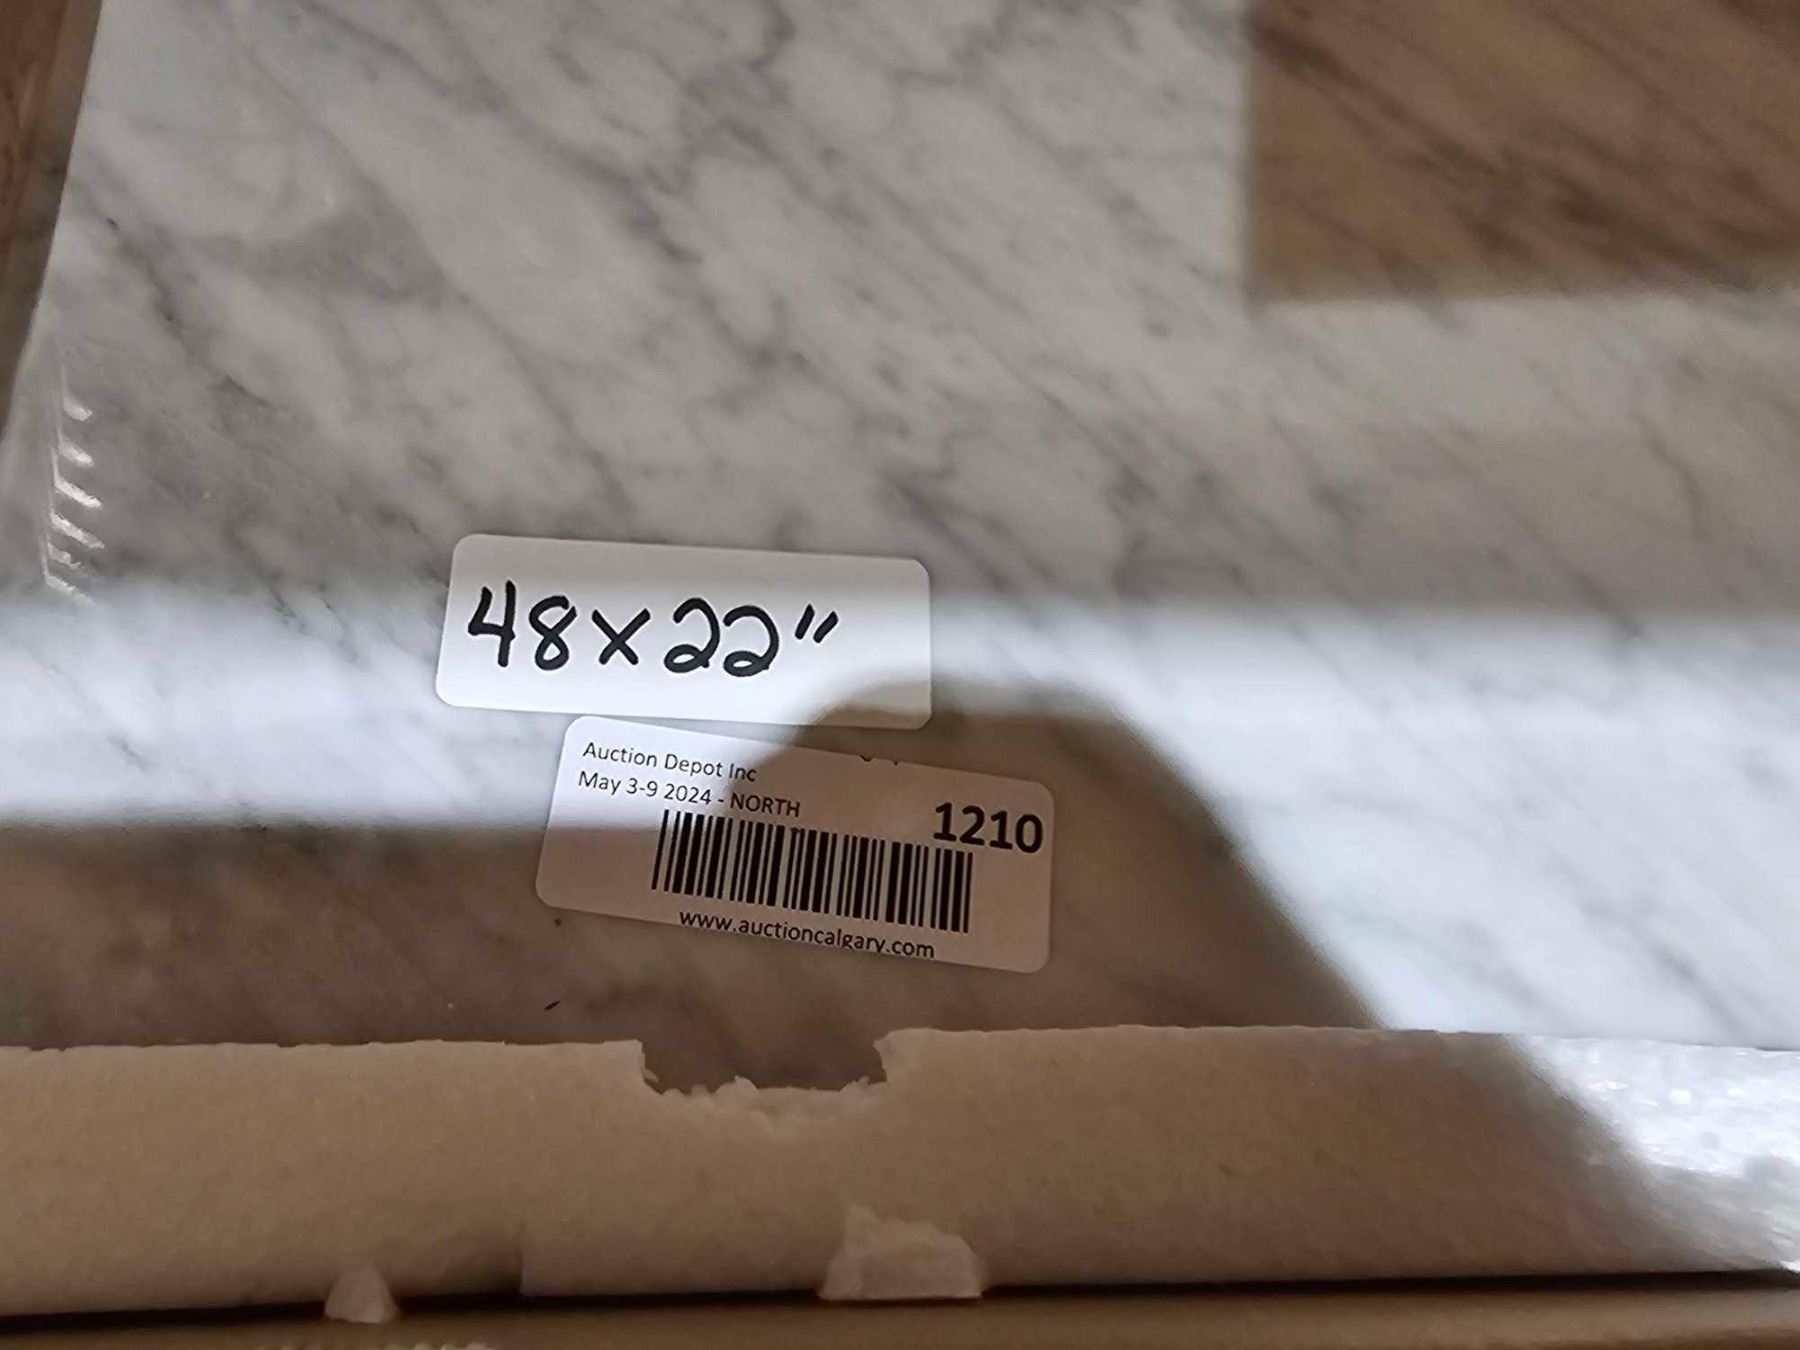 48x22"
Auction Depot Inc
May 3-9 2024 - NORTH
1210
www.auctioncalgary.com